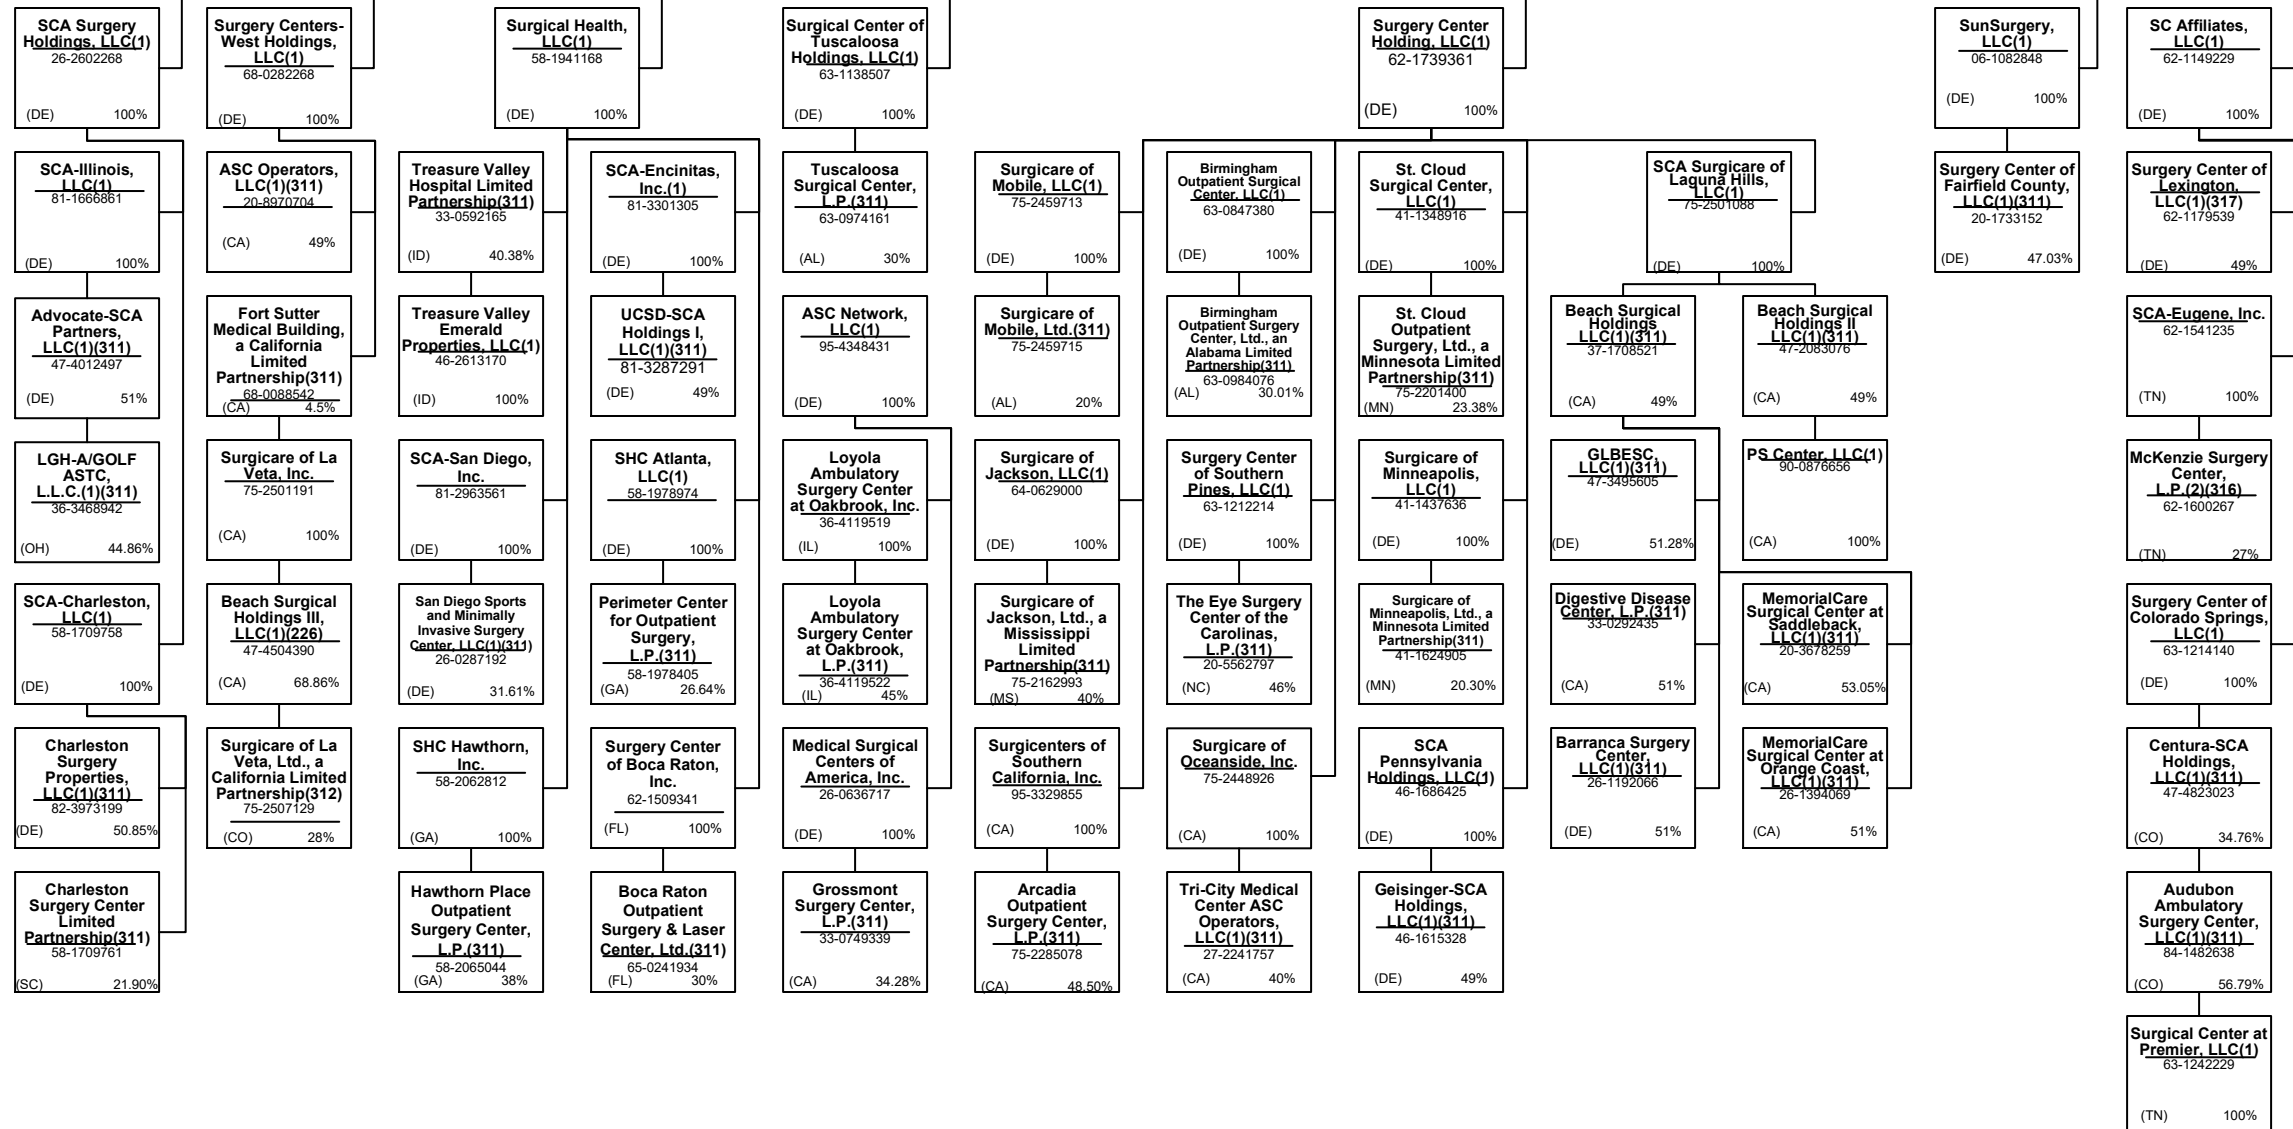 SCA Surgery
Holdings, LLC(1)
26-2602268
(DE) 100%
Surgery Centers-
West Holdings,
LLC(1)
68-0282268
(DE) 100%
Surgical Health,
LLC(1)
58-1941168
(DE) 100%
Surgical Center of
Tuscaloosa
Holdings, LLC(1)
63-1138507
(DE) 100%
Surgery Center
Holding, LLC(1)
62-1739361
(DE) 100%
SunSurgery,
LLC(1)
06-1082848
(DE) 100%
SC Affiliates,
LLC(1)
62-1149229
(DE) 100%
SCA-Illinois,
LLC(1)
81-1666861
(DE) 100%
ASC Operators,
LLC(1)(311)
20-8970704
(CA) 49%
Treasure Valley
Hospital Limited
Partnership(311)
33-0592165
(ID) 40.38%
SCA-Encinitas,
Inc.(1)
81-3301305
(DE) 100%
Tuscaloosa
Surgical Center,
L.P.(311)
63-0974161
(AL) 30%
Surgicare of
Mobile, LLC(1)
75-2459713
(DE) 100%
Birmingham
Outpatient Surgical
Center, LLC(1)
63-0847380
(DE) 100%
St. Cloud
Surgical Center,
LLC(1)
41-1348916
(DE) 100%
SCA Surgicare of
Laguna Hills,
LLC(1)
75-2501088
(DE) 100%
Surgery Center of
Fairfield County,
LLC(1)(311)
20-1733152
(DE) 47.03%
Surgery Center of
Lexington,
LLC(1)(317)
62-1179539
(DE) 49%
Advocate-SCA
Partners,
LLC(1)(311)
47-4012497
(DE) 51%
Fort Sutter
Medical Building,
a California
Limited
Partnership(311)
68-0088542
(CA) 4.5%
Treasure Valley
Emerald
Properties, LLC(1)
46-2613170
(ID) 100%
UCSD-SCA
Holdings I,
LLC(1)(311)
81-3287291
(DE) 49%
ASC Network,
LLC(1)
95-4348431
(DE) 100%
Surgicare of
Mobile, Ltd.(311)
75-2459715
(AL) 20%
Birmingham
Outpatient Surgery
Center, Ltd., an
Alabama Limited
Partnership(311)
63-0984076
(AL) 30.01%
St. Cloud
Outpatient
Surgery, Ltd., a
Minnesota Limited
Partnership(311)
75-2201400
(MN) 23.38%
Beach Surgical
Holdings
LLC(1)(311)
37-1708521
(CA) 49%
Beach Surgical
Holdings II
LLC(1)(311)
47-2083076
(CA) 49%
SCA-Eugene, Inc.
62-1541235
(TN) 100%
LGH-A/GOLF
ASTC,
L.L.C.(1)(311)
36-3468942
(OH) 44.86%
Surgicare of La
Veta, Inc.
75-2501191
(CA) 100%
SCA-San Diego,
Inc.
81-2963561
(DE) 100%
SHC Atlanta,
LLC(1)
58-1978974
(DE) 100%
Loyola
Ambulatory
Surgery Center
at Oakbrook, Inc.
36-4119519
(IL) 100%
Surgicare of
Jackson, LLC(1)
64-0629000
(DE) 100%
Surgery Center
of Southern
Pines, LLC(1)
63-1212214
(DE) 100%
Surgicare of
Minneapolis,
LLC(1)
41-1437636
(DE) 100%
GLBESC,
LLC(1)(311)
47-3495605
(DE) 51.28%
PS Center, LLC(1)
90-0876656
(CA) 100%
McKenzie Surgery
Center,
L.P.(2)(316)
62-1600267
(TN) 27%
SCA-Charleston,
LLC(1)
58-1709758
(DE) 100%
Beach Surgical
Holdings III,
LLC(1)(226)
47-4504390
(CA) 68.86%
San Diego Sports
and Minimally
Invasive Surgery
Center, LLC(1)(311)
26-0287192
(DE) 31.61%
Perimeter Center
for Outpatient
Surgery,
L.P.(311)
58-1978405
(GA) 26.64%
Loyola
Ambulatory
Surgery Center
at Oakbrook,
L.P.(311)
36-4119522
(IL) 45%
Surgicare of
Jackson, Ltd., a
Mississippi
Limited
Partnership(311)
75-2162993
(MS) 40%
The Eye Surgery
Center of the
Carolinas,
L.P.(311)
20-5562797
(NC) 46%
Surgicare of
Minneapolis, Ltd., a
Minnesota Limited
Partnership(311)
41-1624905
(MN) 20.30%
Digestive Disease
Center, L.P.(311)
33-0292435
(CA) 51%
MemorialCare
Surgical Center at
Saddleback,
LLC(1)(311)
20-3678259
(CA) 53.05%
Surgery Center of
Colorado Springs,
LLC(1)
63-1214140
(DE) 100%
Charleston
Surgery
Properties,
LLC(1)(311)
82-3973199
(DE) 50.85%
Surgicare of La
Veta, Ltd., a
California Limited
Partnership(312)
75-2507129
(CO) 28%
SHC Hawthorn,
Inc.
58-2062812
(GA) 100%
Surgery Center
of Boca Raton,
Inc.
62-1509341
(FL) 100%
Medical Surgical
Centers of
America, Inc.
26-0636717
(DE) 100%
Surgicenters of
Southern
California, Inc.
95-3329855
(CA) 100%
Surgicare of
Oceanside, Inc.
75-2448926
(CA) 100%
SCA
Pennsylvania
Holdings, LLC(1)
46-1686425
(DE) 100%
Barranca Surgery
Center,
LLC(1)(311)
26-1192066
(DE) 51%
MemorialCare
Surgical Center at
Orange Coast,
LLC(1)(311)
26-1394069
(CA) 51%
Centura-SCA
Holdings,
LLC(1)(311)
47-4823023
(CO) 34.76%
Charleston
Surgery Center
Limited
Partnership(311)
58-1709761
(SC) 21.90%
Hawthorn Place
Outpatient
Surgery Center,
L.P.(311)
58-2065044
(GA) 38%
Boca Raton
Outpatient
Surgery & Laser
Center, Ltd.(311)
65-0241934
(FL) 30%
Grossmont
Surgery Center,
L.P.(311)
33-0749339
(CA) 34.28%
Arcadia
Outpatient
Surgery Center,
L.P.(311)
75-2285078
(CA) 48.50%
Tri-City Medical
Center ASC
Operators,
LLC(1)(311)
27-2241757
(CA) 40%
Geisinger-SCA
Holdings,
LLC(1)(311)
46-1615328
(DE) 49%
Audubon
Ambulatory
Surgery Center,
LLC(1)(311)
84-1482638
(CO) 56.79%
Surgical Center at
Premier, LLC(1)
63-1242229
(TN) 100%